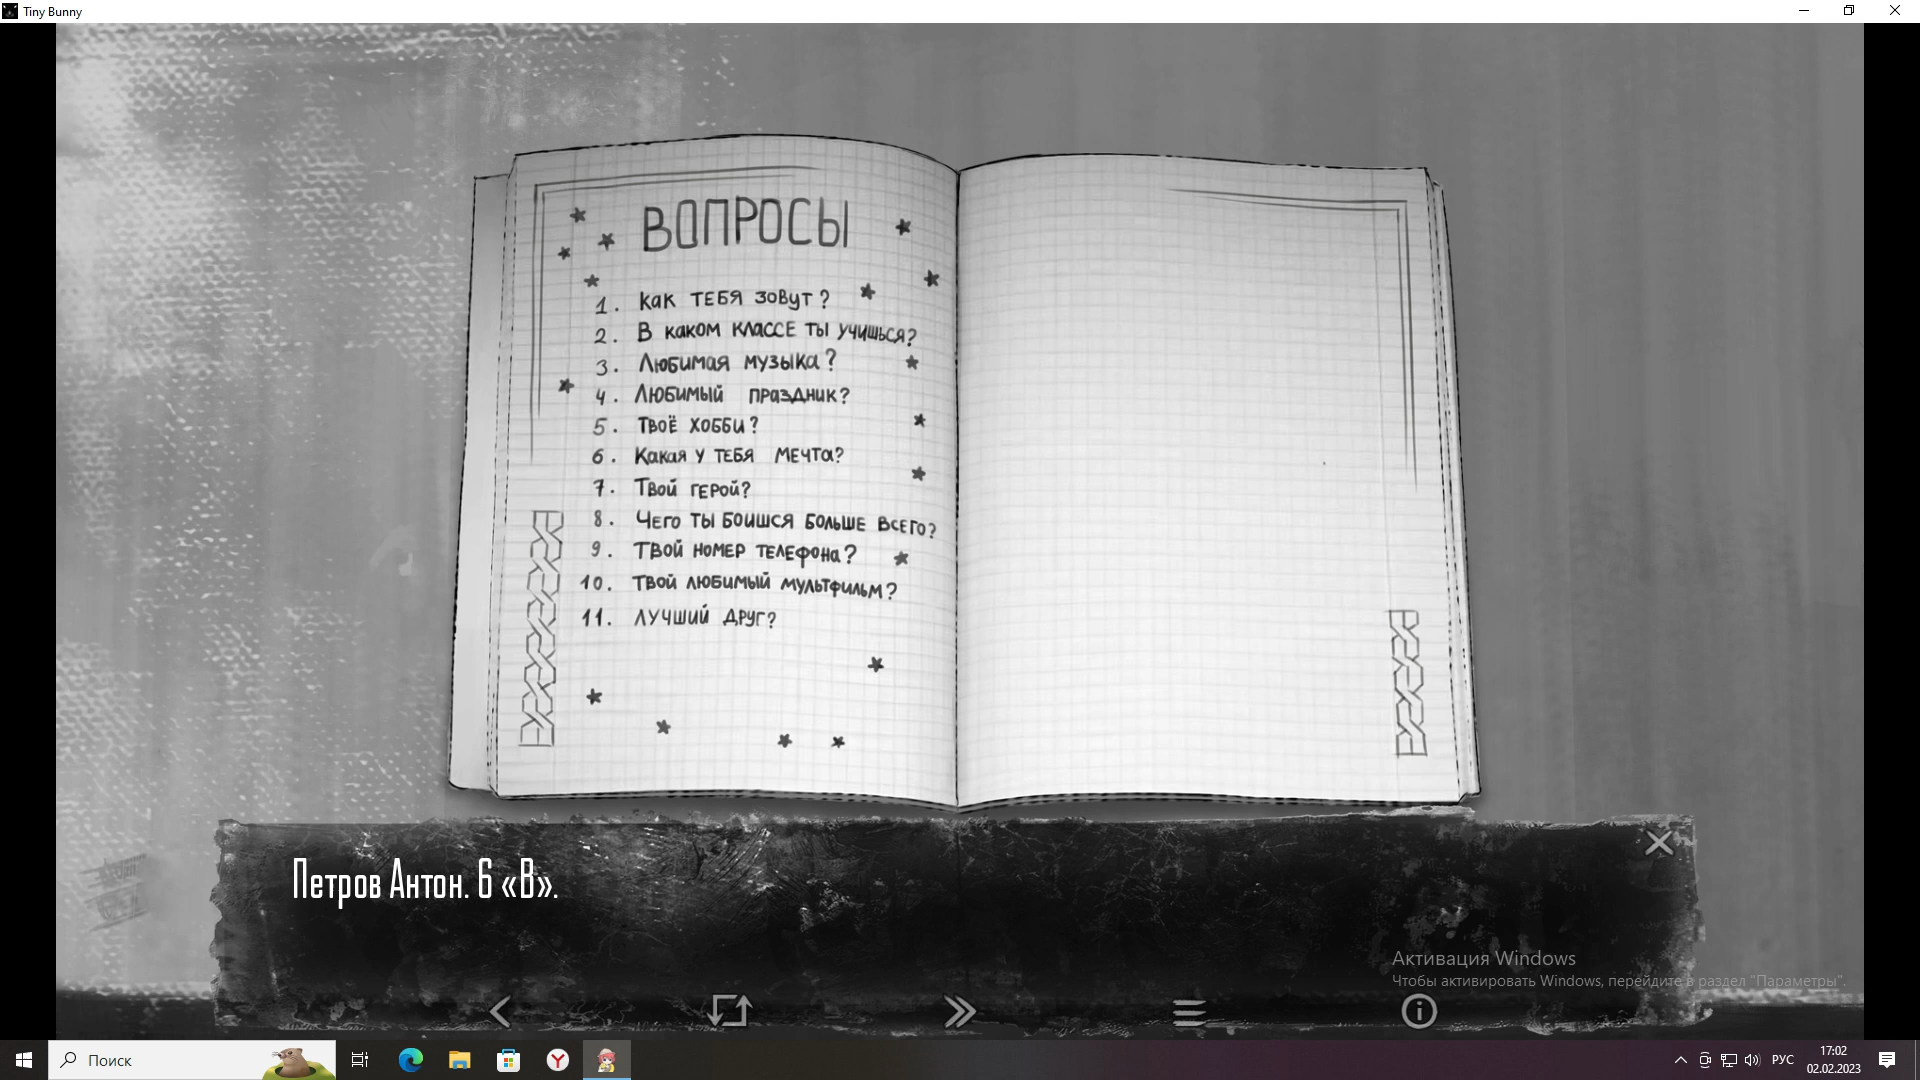 Tiny Bunny
ВОПРОСЫ
1. Как тебя зовут?
2. В каком классе ты учишься?
3. Любимая музыка?
4. Любимый праздник?
5. Твоё хобби?
6. Какая у тебя мечта?
7. Твой герой?
8. Чего ты боишся больше всего?
9. Твой номер телефона?
10. Твой любимый мультфильм?
11. Лучший друг?
Петров Антон. 6 «В».
Активация Windows
Чтобы активировать Windows, перейдите в раздел "Параметры".
Поиск
РУС
17:02
02.02.2023